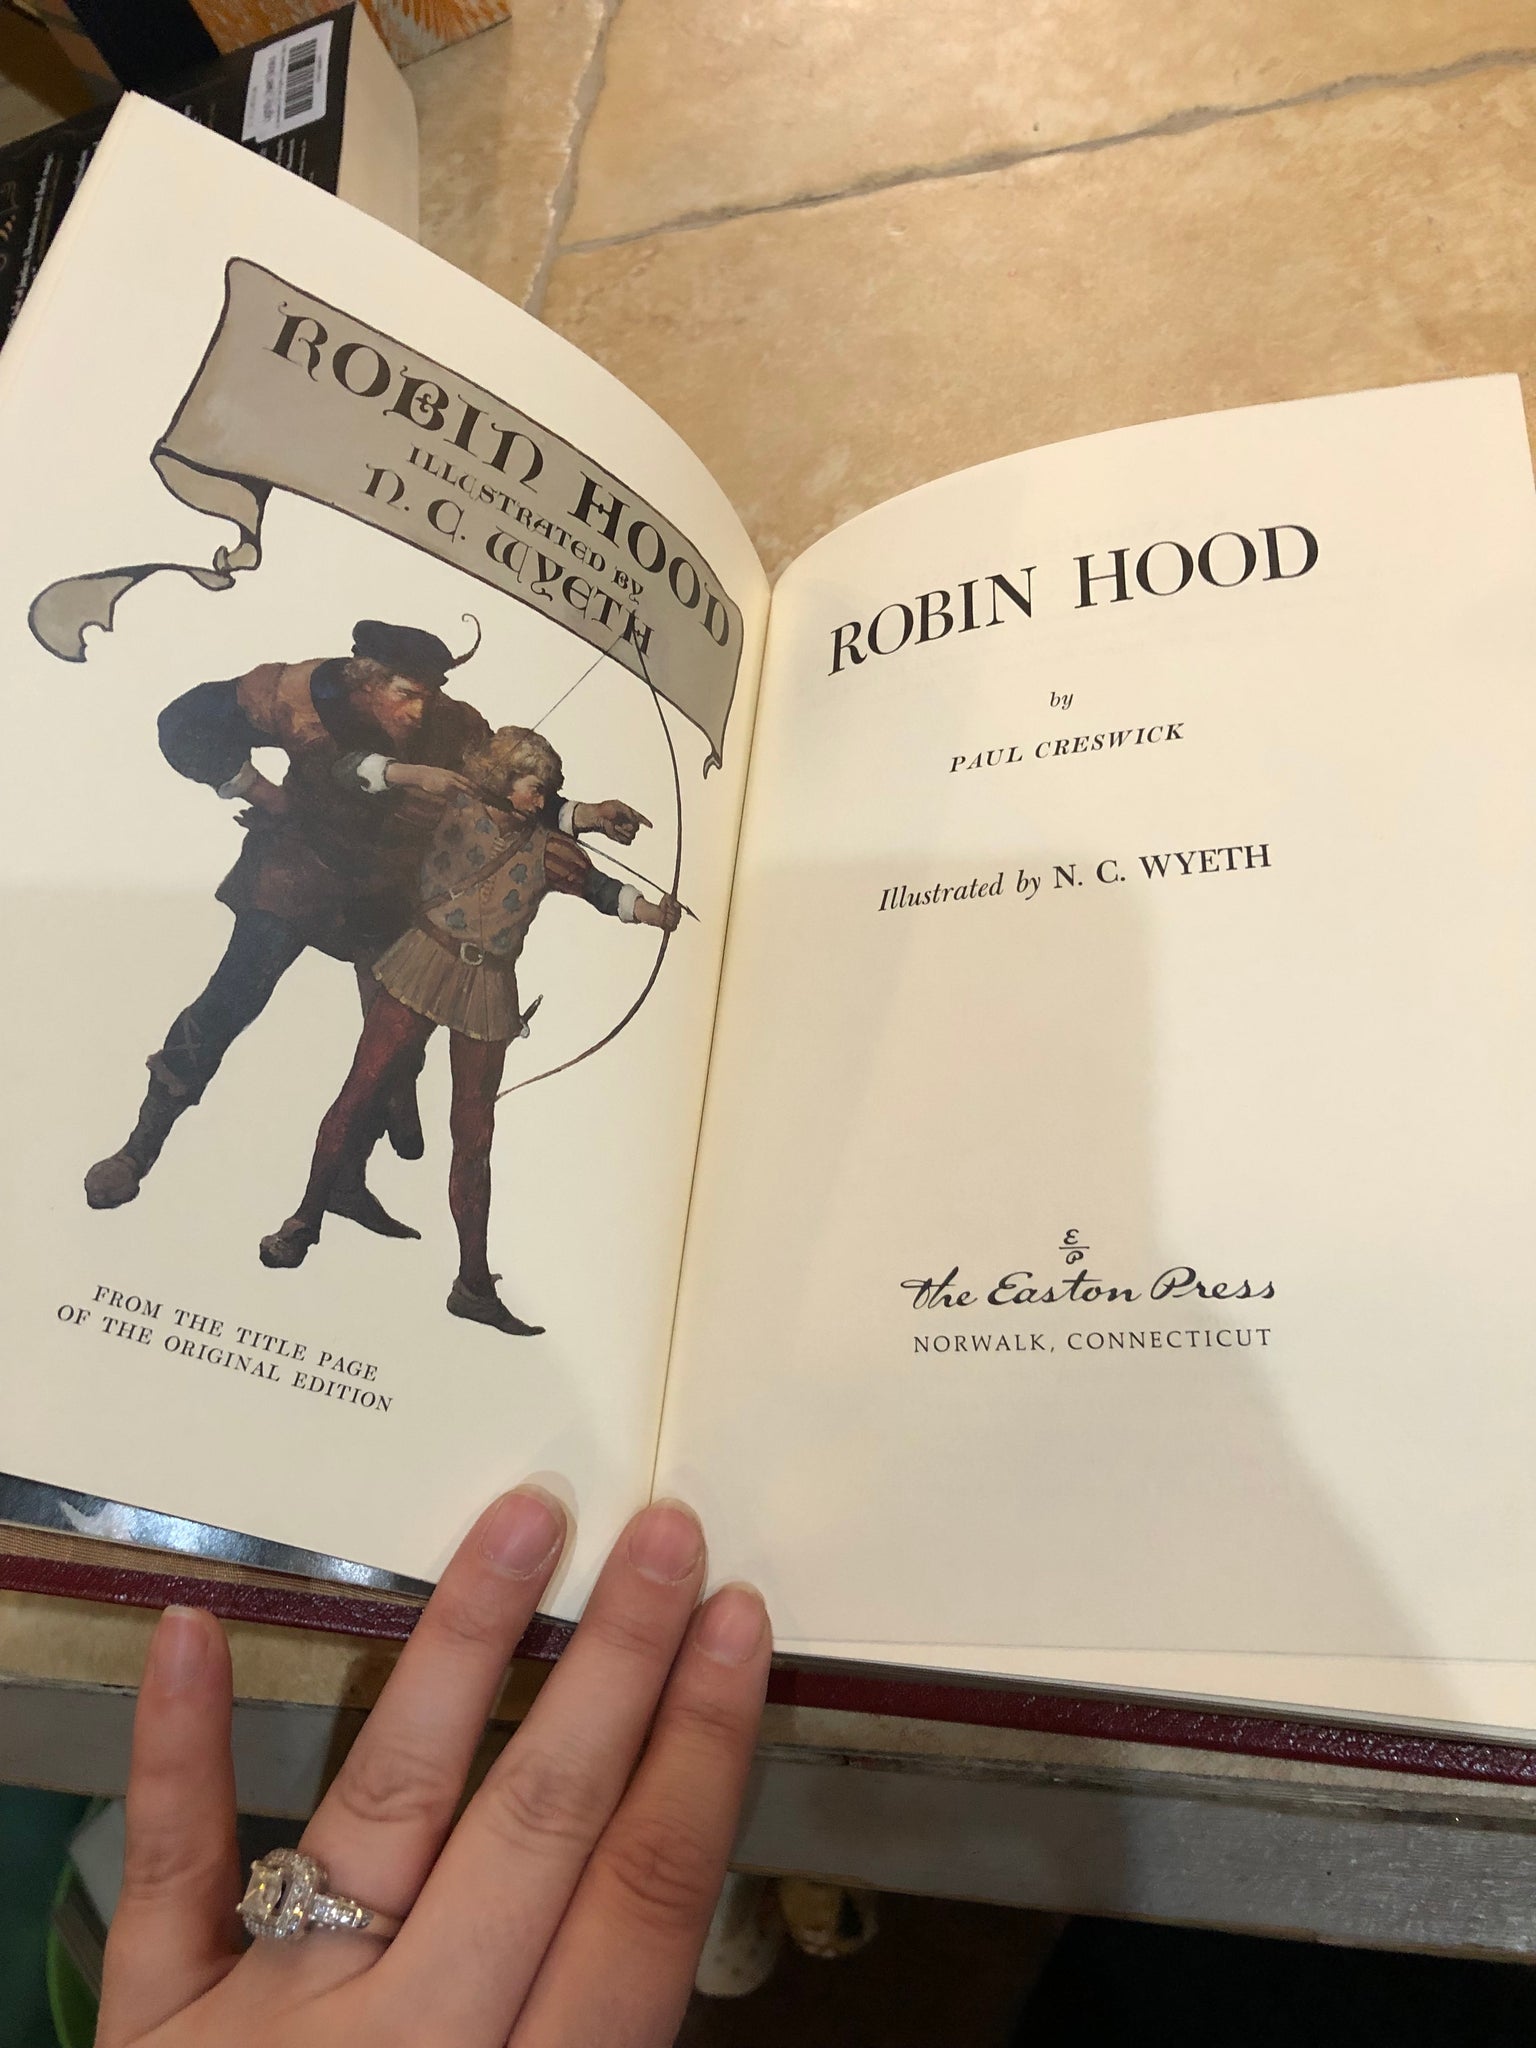 ROBIN HOOD
ILLUSTRATED BY
N. C. WYETH
FROM THE TITLE PAGE
OF THE ORIGINAL EDITION
ROBIN HOOD
by
PAUL CRESWICK
Illustrated by N. C. WYETH
E
P
The Easton Press
NORWALK, CONNECTICUT